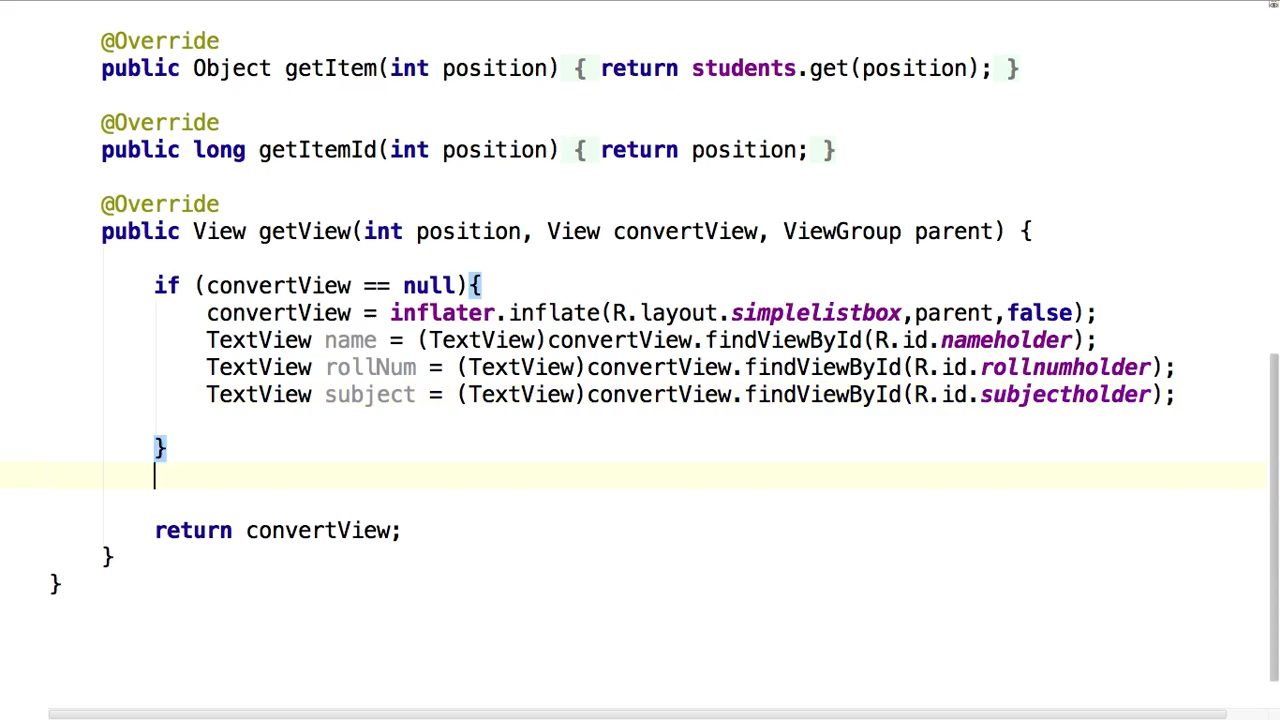 @Override
public Object getItem(int position) { return students.get(position); }
@Override
public long getItemId(int position) { return position; }
@Override
public View getView(int position, View convertView, ViewGroup parent) {
if (convertView == null){
convertView = inflater.inflate(R.layout.simplelistbox,parent,false);
TextView name = (TextView)convertView.findViewById(R.id.nameholder);
TextView rollNum = (TextView)convertView.findViewById(R.id.rollnumholder);
TextView subject = (TextView)convertView.findViewById(R.id.subjectholder);
}
return convertView;
}
}